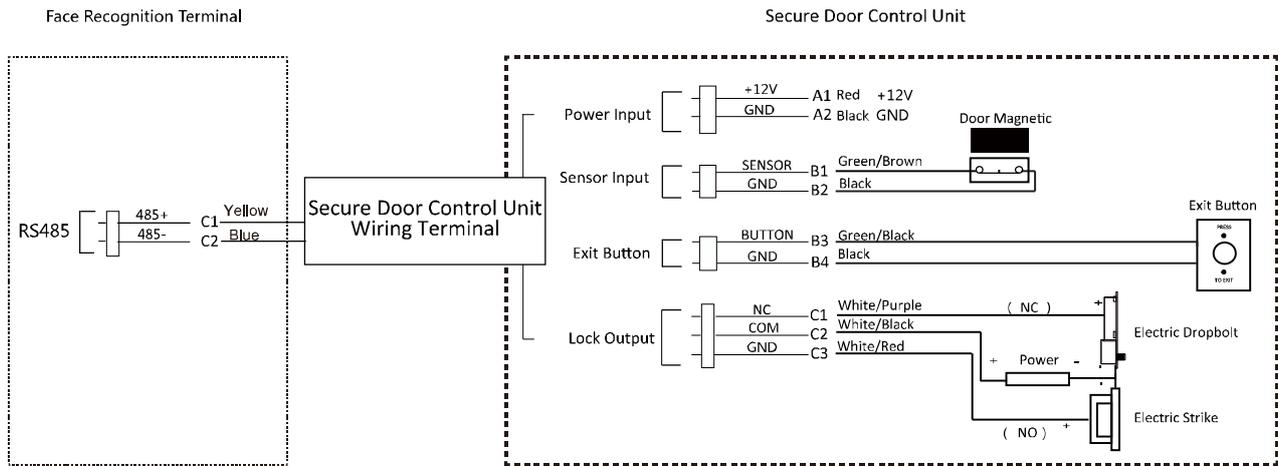 Face Recognition Terminal
Secure Door Control Unit
RS485
485+
C1
Yellow
485-
C2
Blue
Secure Door Control Unit
Wiring Terminal
Power Input
+12V
A1 Red +12V
GND
A2 Black GND
Sensor Input
SENSOR
B1
Green/Brown
GND
B2
Black
Door Magnetic
Exit Button
BUTTON
B3
Green/Black
GND
B4
Black
Exit Button
PRESS
TO EXIT
Lock Output
NC
C1
White/Purple
( NC )
+
COM
C2
White/Black
GND
C3
White/Red
Electric Dropbolt
+ Power -
-
-
( NO )
+
Electric Strike